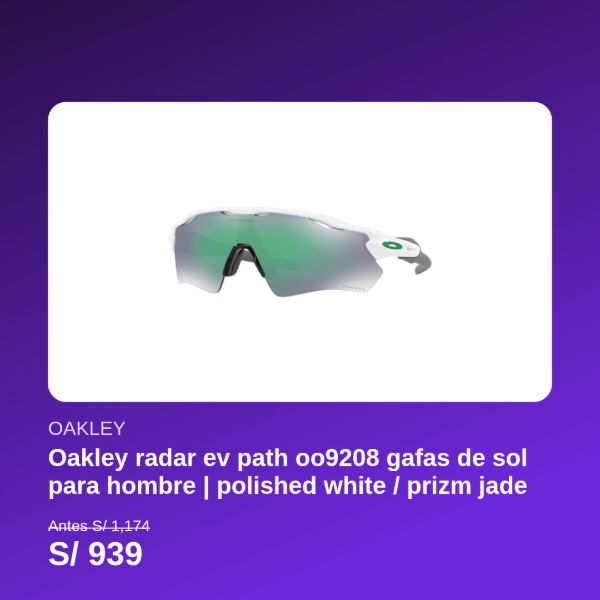 OAKLEY
Oakley radar ev path oo9208 gafas de sol
para hombre | polished white / prizm jade
Antes S/ 1,174
S/ 939